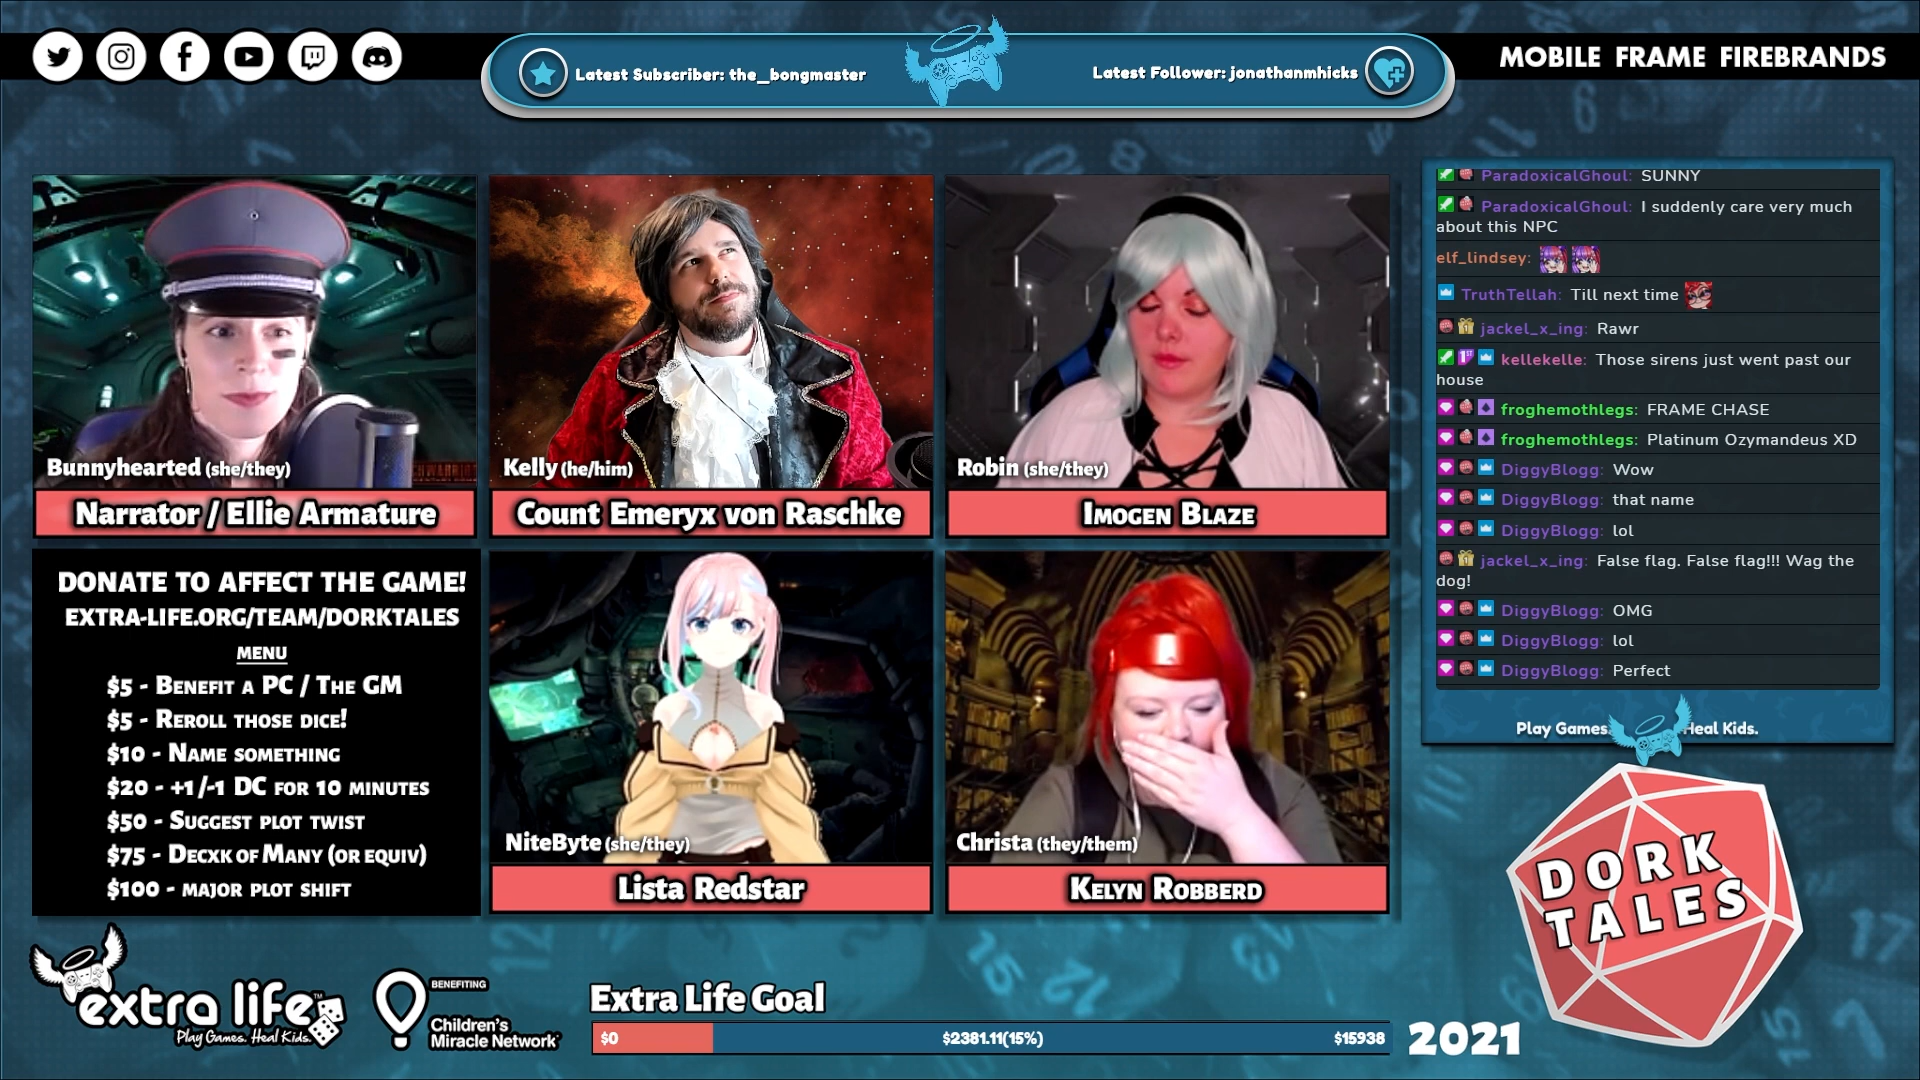 Latest Subscriber: the_bongmaster
Latest Follower: jonathanmhicks
MOBILE FRAME FIREBRANDS
Bunnyhearted (she/they)
Narrator / Ellie Armature
Kelly (he/him)
Count Emeryx von Raschke
Robin (she/they)
Imogen Blaze
DONATE TO AFFECT THE GAME!
EXTRA-LIFE.ORG/TEAM/DORKTALES
MENU
$5 - Benefit a PC / The GM
$5 - Reroll those dice!
$10 - Name something
$20 - +1/-1 DC for 10 minutes
$50 - Suggest plot twist
$75 - Decxk of Many (or equiv)
$100 - major plot shift
NiteByte (she/they)
Lista Redstar
Christa (they/them)
Kelyn Robberd
ParadoxicalGhoul: SUNNY
ParadoxicalGhoul: I suddenly care very much
about this NPC
elf_lindsey:
TruthTellah: Till next time
jackel_x_ing: Rawr
kellekelle: Those sirens just went past our
house
froghemothlegs: FRAME CHASE
froghemothlegs: Platinum Ozymandeus XD
DiggyBlogg: Wow
DiggyBlogg: that name
DiggyBlogg: lol
jackel_x_ing: False flag. False flag!!! Wag the
dog!
DiggyBlogg: OMG
DiggyBlogg: lol
DiggyBlogg: Perfect
Play Games. Heal Kids.
DORK
TALES
extra life™
Play Games. Heal Kids.
BENEFITING
Children's
Miracle Network
Extra Life Goal
$0 $2381.11(15%) $15938
2021